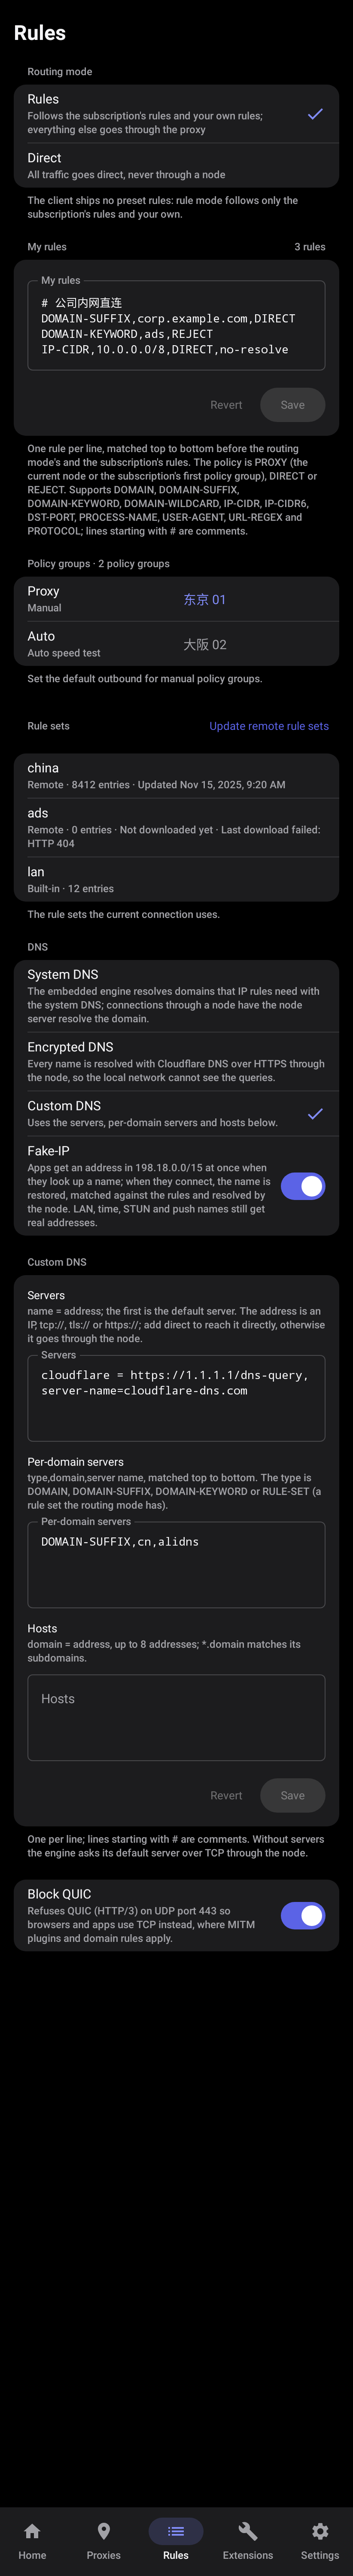 Rules
Routing mode
Rules
Follows the subscription's rules and your own rules;
everything else goes through the proxy
Direct
All traffic goes direct, never through a node
The client ships no preset rules: rule mode follows only the
subscription's rules and your own.
My rules
3 rules
My rules
# 公司内网直连
DOMAIN-SUFFIX,corp.example.com,DIRECT
DOMAIN-KEYWORD,ads,REJECT
IP-CIDR,10.0.0.0/8,DIRECT,no-resolve
Revert
Save
One rule per line, matched top to bottom before the routing
mode's and the subscription's rules. The policy is PROXY (the
current node or the subscription's first policy group), DIRECT or
REJECT. Supports DOMAIN, DOMAIN-SUFFIX,
DOMAIN-KEYWORD, DOMAIN-WILDCARD, IP-CIDR, IP-CIDR6,
DST-PORT, PROCESS-NAME, USER-AGENT, URL-REGEX and
PROTOCOL; lines starting with # are comments.
Policy groups · 2 policy groups
Proxy
Manual
东京 01
Auto
Auto speed test
大阪 02
Set the default outbound for manual policy groups.
Rule sets
Update remote rule sets
china
Remote · 8412 entries · Updated Nov 15, 2025, 9:20 AM
ads
Remote · 0 entries · Not downloaded yet · Last download failed:
HTTP 404
lan
Built-in · 12 entries
The rule sets the current connection uses.
DNS
System DNS
The embedded engine resolves domains that IP rules need with
the system DNS; connections through a node have the node
server resolve the domain.
Encrypted DNS
Every name is resolved with Cloudflare DNS over HTTPS through
the node, so the local network cannot see the queries.
Custom DNS
Uses the servers, per-domain servers and hosts below.
Fake-IP
Apps get an address in 198.18.0.0/15 at once when
they look up a name; when they connect, the name is
restored, matched against the rules and resolved by
the node. LAN, time, STUN and push names still get
real addresses.
Custom DNS
Servers
name = address; the first is the default server. The address is an
IP, tcp://, tls:// or https://; add direct to reach it directly, otherwise
it goes through the node.
Servers
cloudflare = https://1.1.1.1/dns-query,
server-name=cloudflare-dns.com
Per-domain servers
type,domain,server name, matched top to bottom. The type is
DOMAIN, DOMAIN-SUFFIX, DOMAIN-KEYWORD or RULE-SET (a
rule set the routing mode has).
Per-domain servers
DOMAIN-SUFFIX,cn,alidns
Hosts
domain = address, up to 8 addresses; *.domain matches its
subdomains.
Hosts
Revert
Save
One per line; lines starting with # are comments. Without servers
the engine asks its default server over TCP through the node.
Block QUIC
Refuses QUIC (HTTP/3) on UDP port 443 so
browsers and apps use TCP instead, where MITM
plugins and domain rules apply.
Home
Proxies
Rules
Extensions
Settings